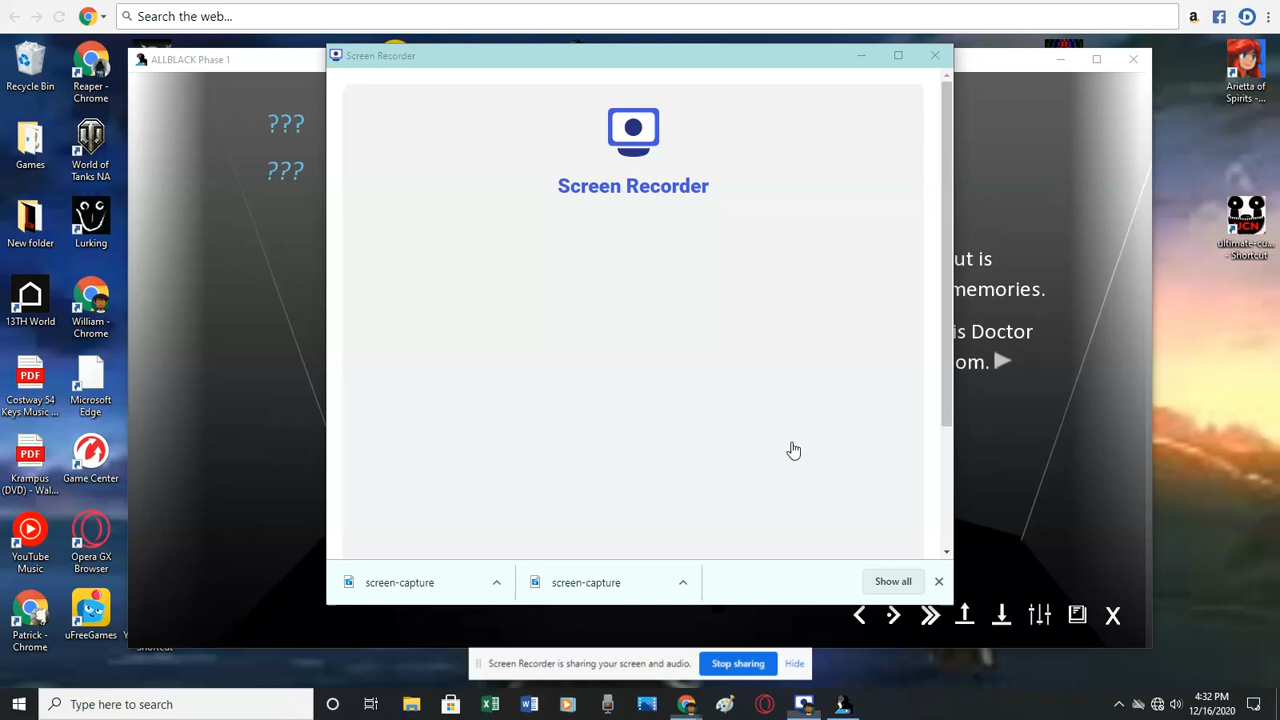 Search the web...
Recycle Bin
Reaper -
Chrome
Games
World of
Tanks NA
New folder
Lurking
13TH World
William -
Chrome
Costway 54
Keys Music ...
Microsoft
Edge
Krampus
(DVD) - Wal...
Game Center
YouTube
Music
Opera GX
Browser
Patrick -
Chrome
uFreeGames
Shortcut
Arietta of
Spirits -...
UCN
ultimate-cu...
- Shortcut
ALLBLACK Phase 1
???
???
ut is
memories.
is Doctor
om.
Screen Recorder
Screen Recorder
screen-capture
screen-capture
Show all
Screen Recorder is sharing your screen and audio.
Stop sharing
Hide
Type here to search
4:32 PM
12/16/2020